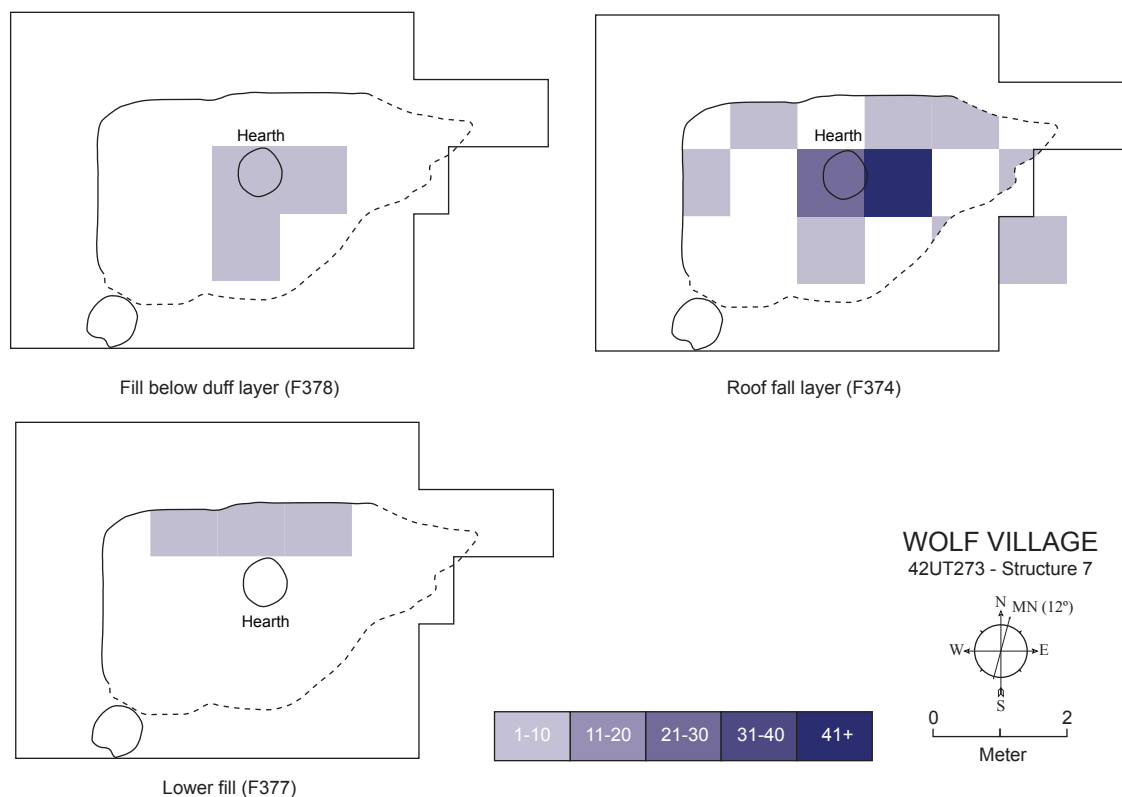 Hearth
Fill below duff layer (F378)
Hearth
Roof fall layer (F374)
Hearth
Lower fill (F377)
1-10 11-20 21-30 31-40 41+
WOLF VILLAGE
42UT273 - Structure 7
N
MN (12º)
W E
S
0 2
Meter